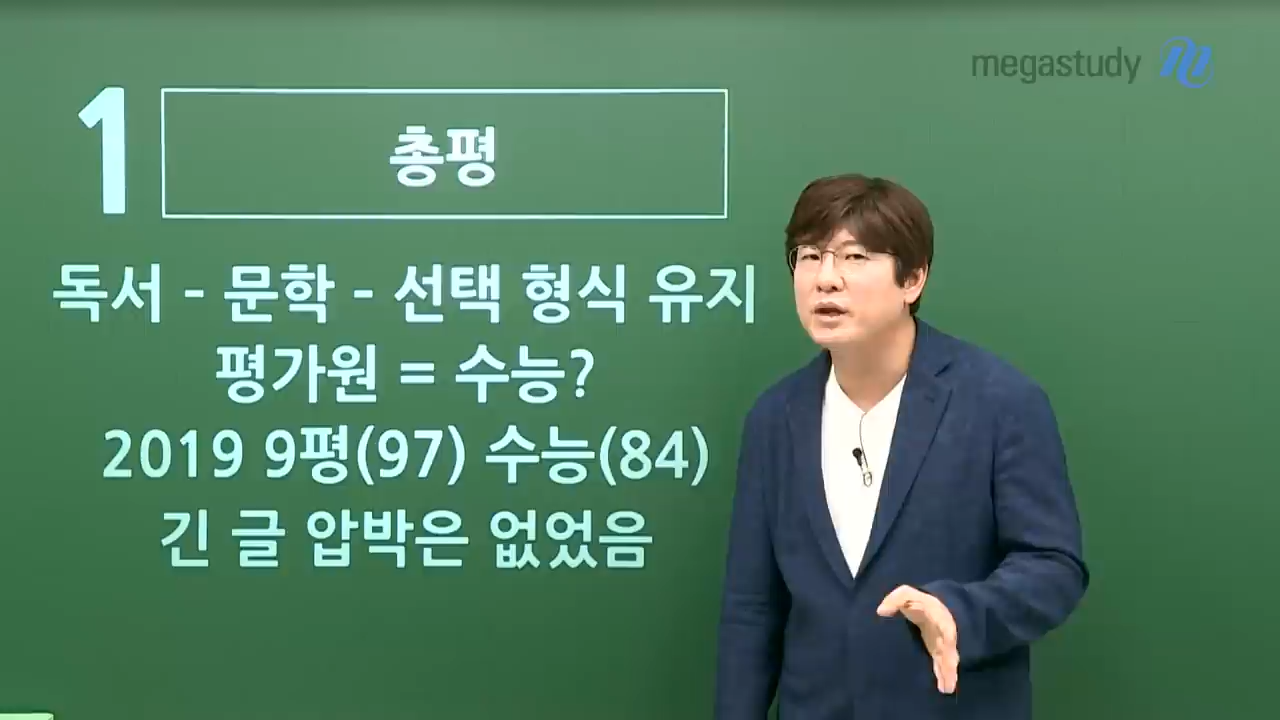 megastudy
1
총평
독서 - 문학 - 선택 형식 유지
평가원 = 수능?
2019 9평(97) 수능(84)
긴 글 압박은 없었음